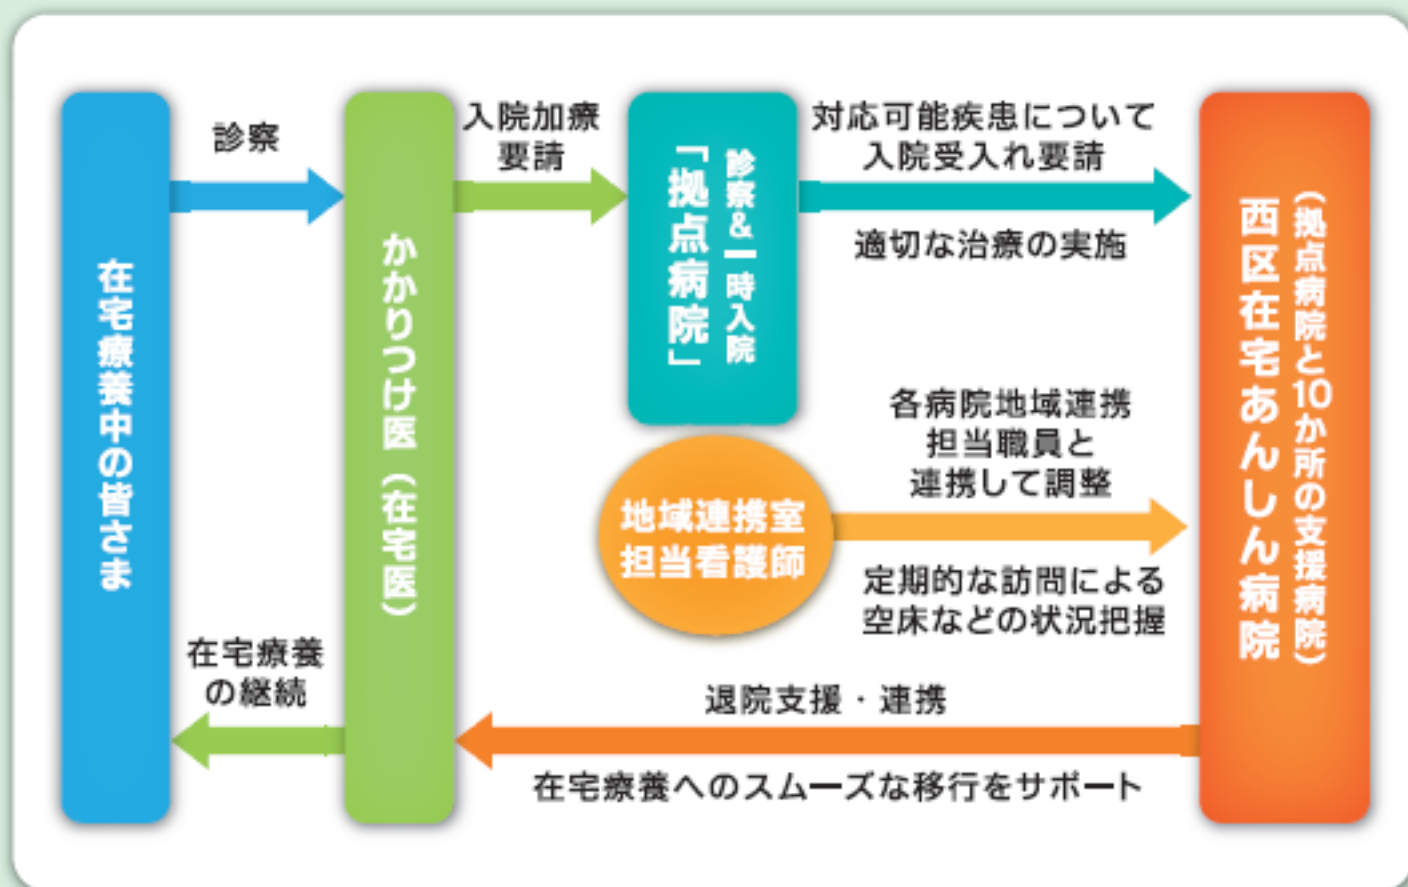 在宅療養中の皆さま
診察
かかりつけ医（在宅医）
入院加療
要請
診察&一時入院
「拠点病院」
対応可能疾患について
入院受入れ要請
適切な治療の実施
地域連携室
担当看護師
各病院地域連携
担当職員と
連携して調整
定期的な訪問による
空床などの状況把握
（拠点病院と10か所の支援病院）
西区在宅あんしん病院
退院支援・連携
在宅療養へのスムーズな移行をサポート
在宅療養
の継続